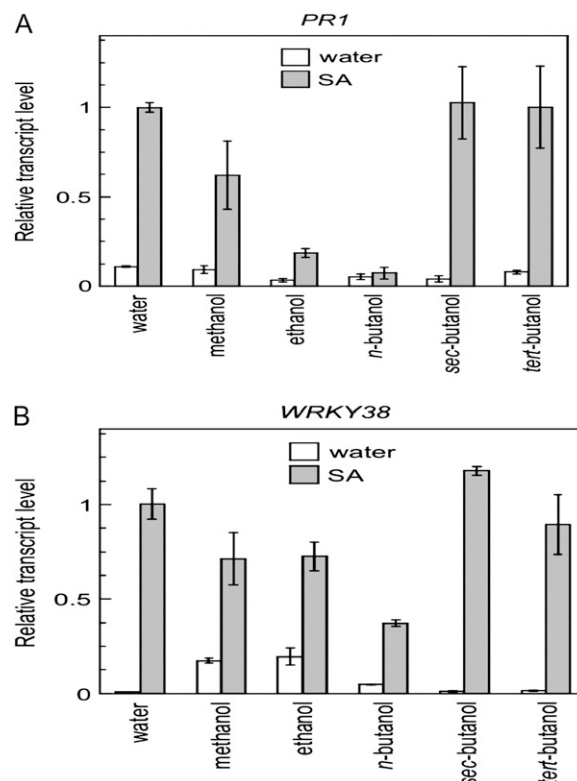 A
PR1
water
SA
Relative transcript level
1
0.5
0
water
methanol
ethanol
n-butanol
sec-butanol
tert-butanol
B
WRKY38
water
SA
Relative transcript level
1
0.5
0
water
methanol
ethanol
n-butanol
sec-butanol
tert-butanol